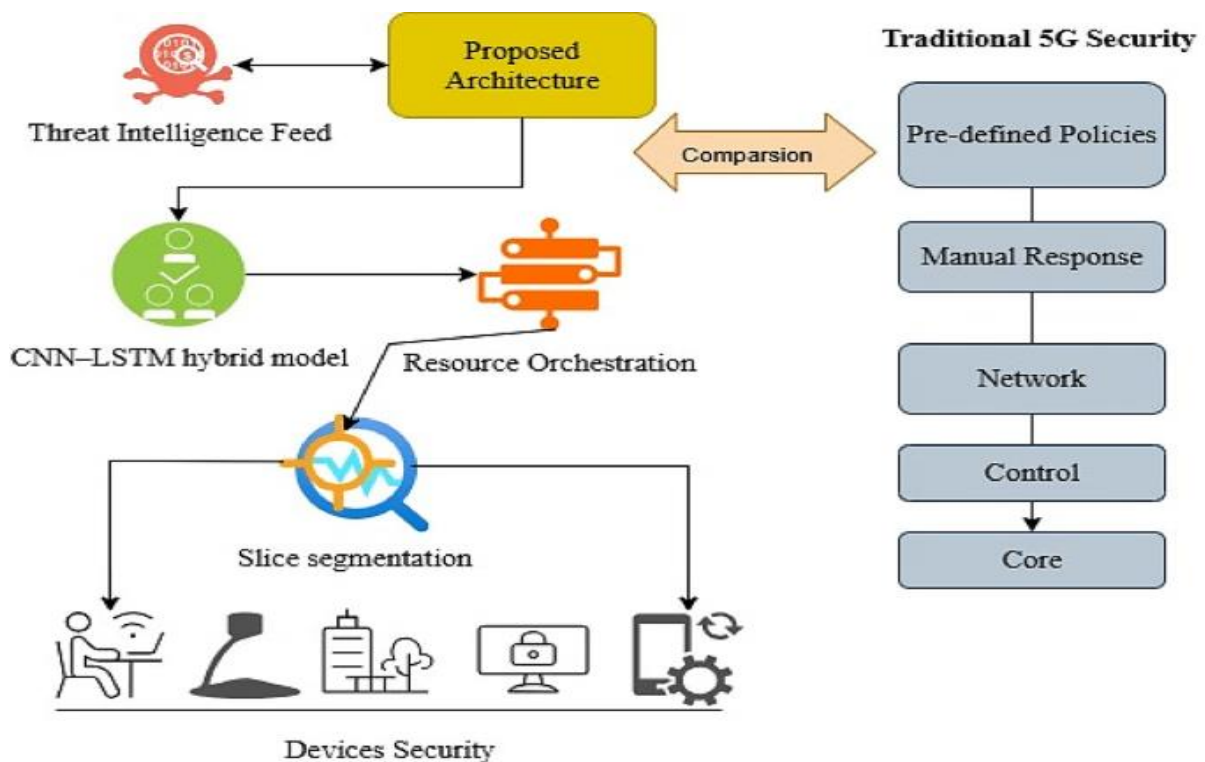 Proposed
Architecture
Threat Intelligence Feed
Comparsion
CNN–LSTM hybrid model
Resource Orchestration
Slice segmentation
Devices Security
Traditional 5G Security
Pre-defined Policies
Manual Response
Network
Control
Core